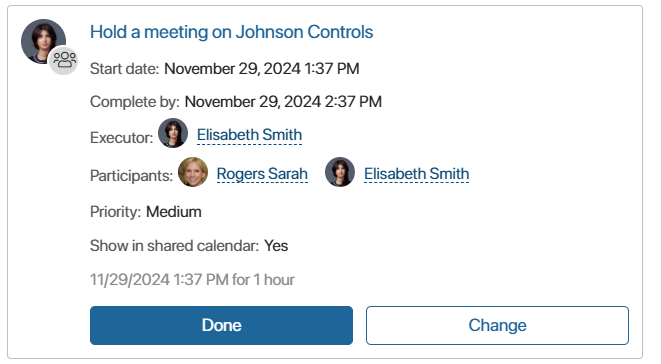 Hold a meeting on Johnson Controls
Start date: November 29, 2024 1:37 PM
Complete by: November 29, 2024 2:37 PM
Executor: Elisabeth Smith
Participants: Rogers Sarah Elisabeth Smith
Priority: Medium
Show in shared calendar: Yes
11/29/2024 1:37 PM for 1 hour
Done Change